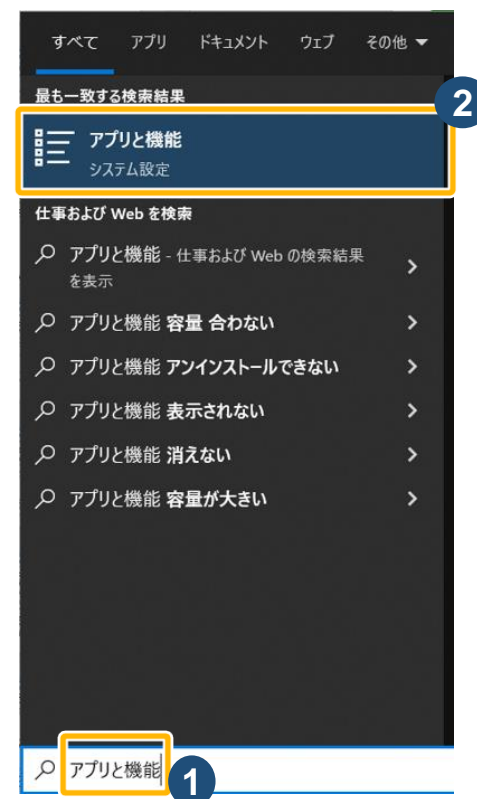 すべて アプリ ドキュメント ウェブ その他
最も一致する検索結果
2
アプリと機能
システム設定
仕事および Web を検索
アプリと機能 - 仕事および Web の検索結果
を表示
アプリと機能 容量 合わない
アプリと機能 アンインストールできない
アプリと機能 表示されない
アプリと機能 消えない
アプリと機能 容量が大きい
アプリと機能
1